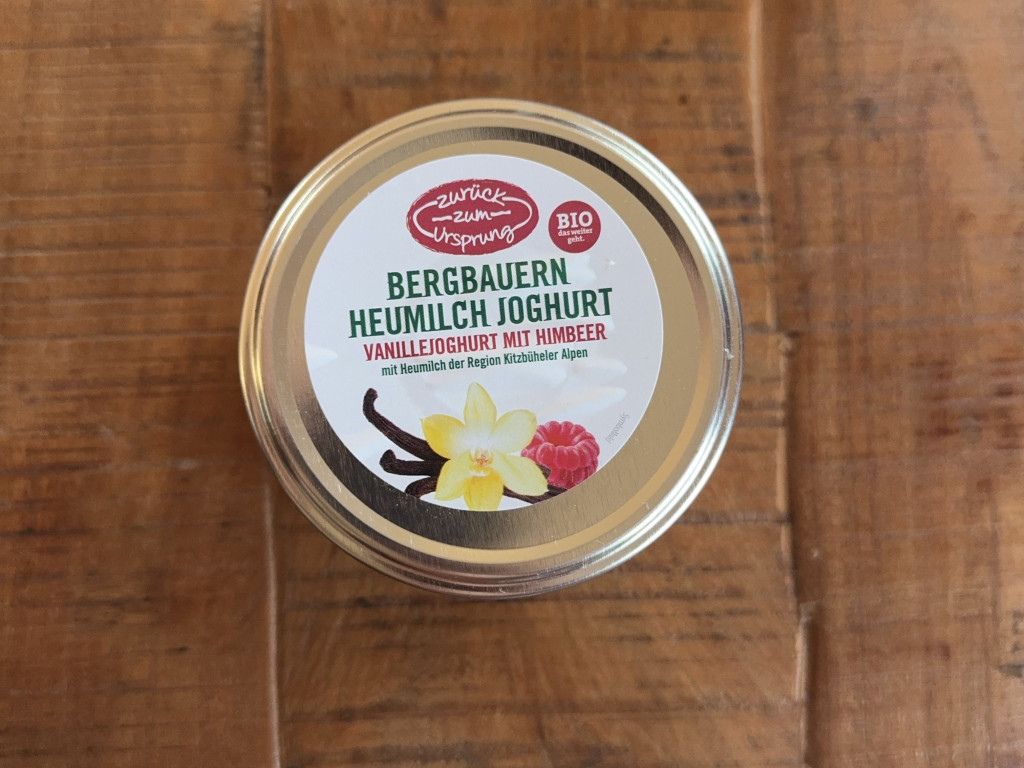 zurück
zum
Ursprung
BIO
das weiter
geht.
BERGBAUERN
HEUMILCH JOGHURT
VANILLEJOGHURT MIT HIMBEER
mit Heumilch der Region Kitzbüheler Alpen
Symbolbild